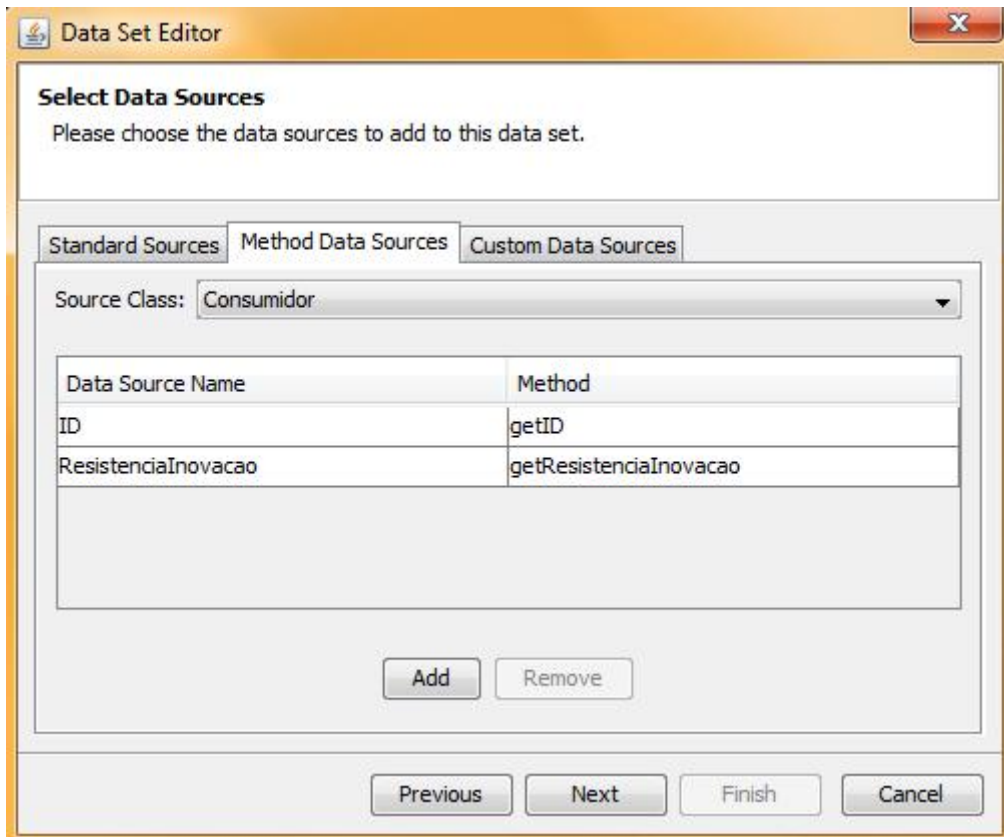 Data Set Editor
Select Data Sources
Please choose the data sources to add to this data set.
Standard Sources Method Data Sources Custom Data Sources
Source Class: Consumidor
Data Source Name Method
ID getID
ResistenciaInovacao getResistenciaInovacao
Add Remove
Previous Next Finish Cancel